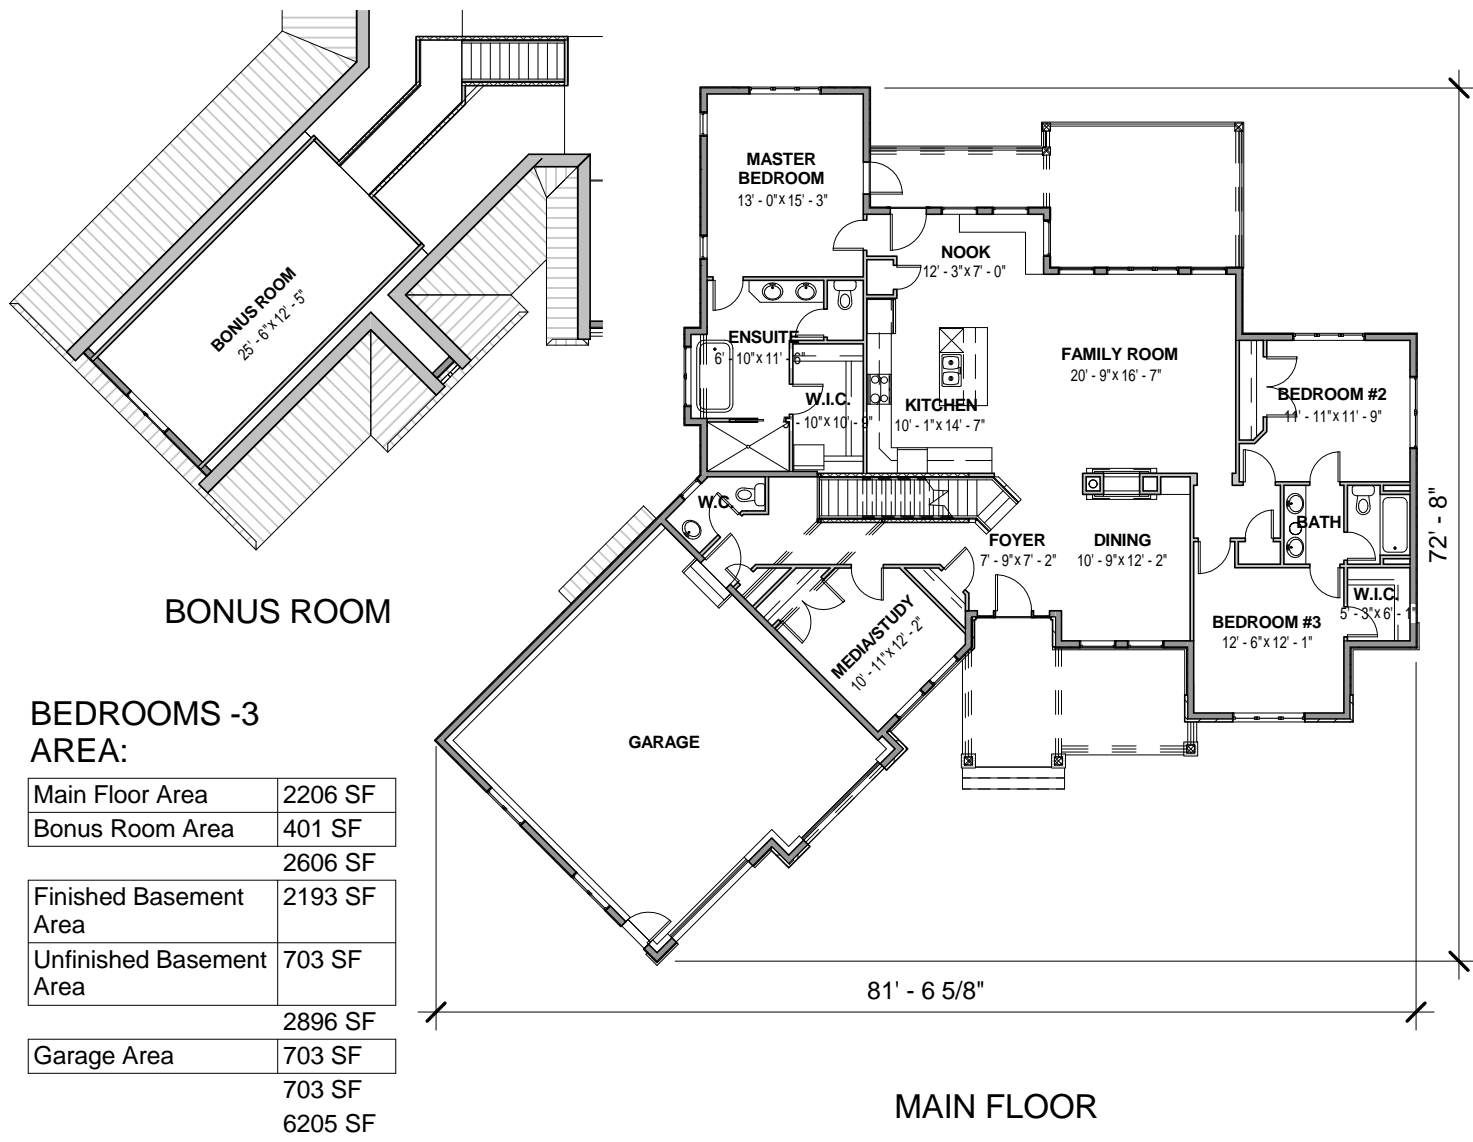 BONUS ROOM
25' - 6" x 12' - 5"
BONUS ROOM
BEDROOMS -3
AREA:
Main Floor Area 2206 SF
Bonus Room Area 401 SF
2606 SF
Finished Basement 2193 SF
Area
Unfinished Basement 703 SF
Area
2896 SF
Garage Area 703 SF
703 SF
6205 SF
MASTER
BEDROOM
13' - 0" x 15' - 3"
NOOK
12' - 3" x 7' - 0"
ENSUITE
6' - 10" x 11' - 6"
W.I.C.
10" x 10' - 9"
KITCHEN
10' - 1" x 14' - 7"
FAMILY ROOM
20' - 9" x 16' - 7"
BEDROOM #2
11' - 11" x 11' - 9"
W.C.
FOYER
7' - 9" x 7' - 2"
DINING
10' - 9" x 12' - 2"
BATH
W.I.C.
5' - 3" x 6' - 1"
BEDROOM #3
12' - 6" x 12' - 1"
MEDIA/STUDY
10' - 11" x 12' - 2"
GARAGE
72' - 8"
81' - 6 5/8"
MAIN FLOOR